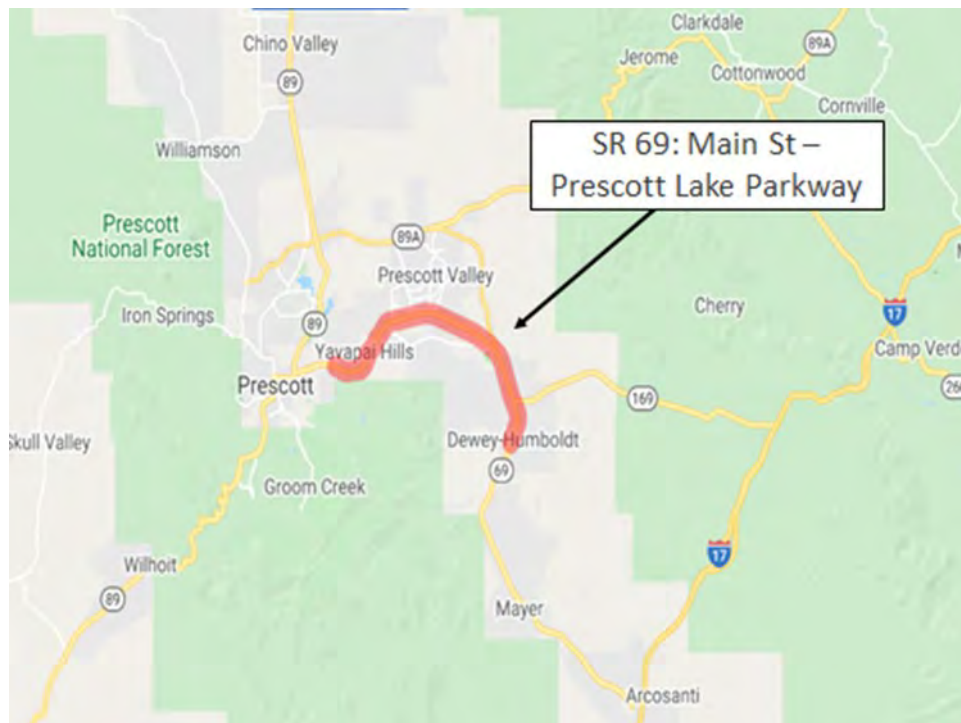 Clarkdale
Chino Valley
89A
Jerome
Cottonwood
89
Cornville
SR 69: Main St –
Prescott Lake Parkway
Williamson
Prescott
National Forest
89A
Prescott Valley
Iron Springs
Cherry
17
89
Yavapai Hills
Camp Verd
Prescott
169
260
Skull Valley
Dewey-Humboldt
69
Groom Creek
17
Wilhoit
89
Mayer
Arcosanti